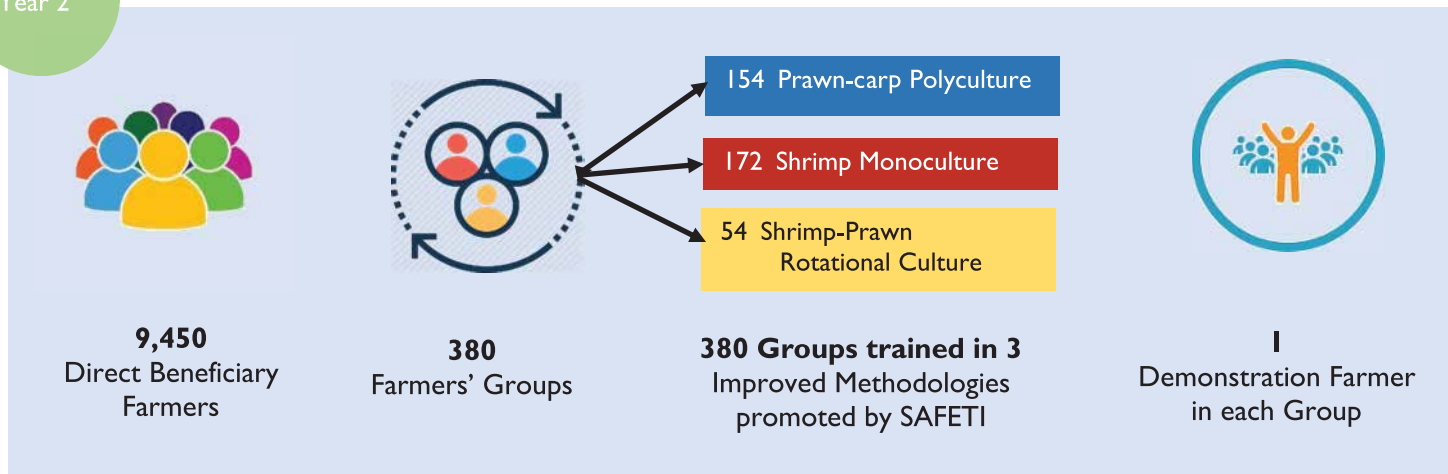 Year 2
154 Prawn-carp Polyculture
172 Shrimp Monoculture
54 Shrimp-Prawn
Rotational Culture
9,450
Direct Beneficiary
Farmers
380
Farmers’ Groups
380 Groups trained in 3
Improved Methodologies
promoted by SAFETI
1
Demonstration Farmer
in each Group